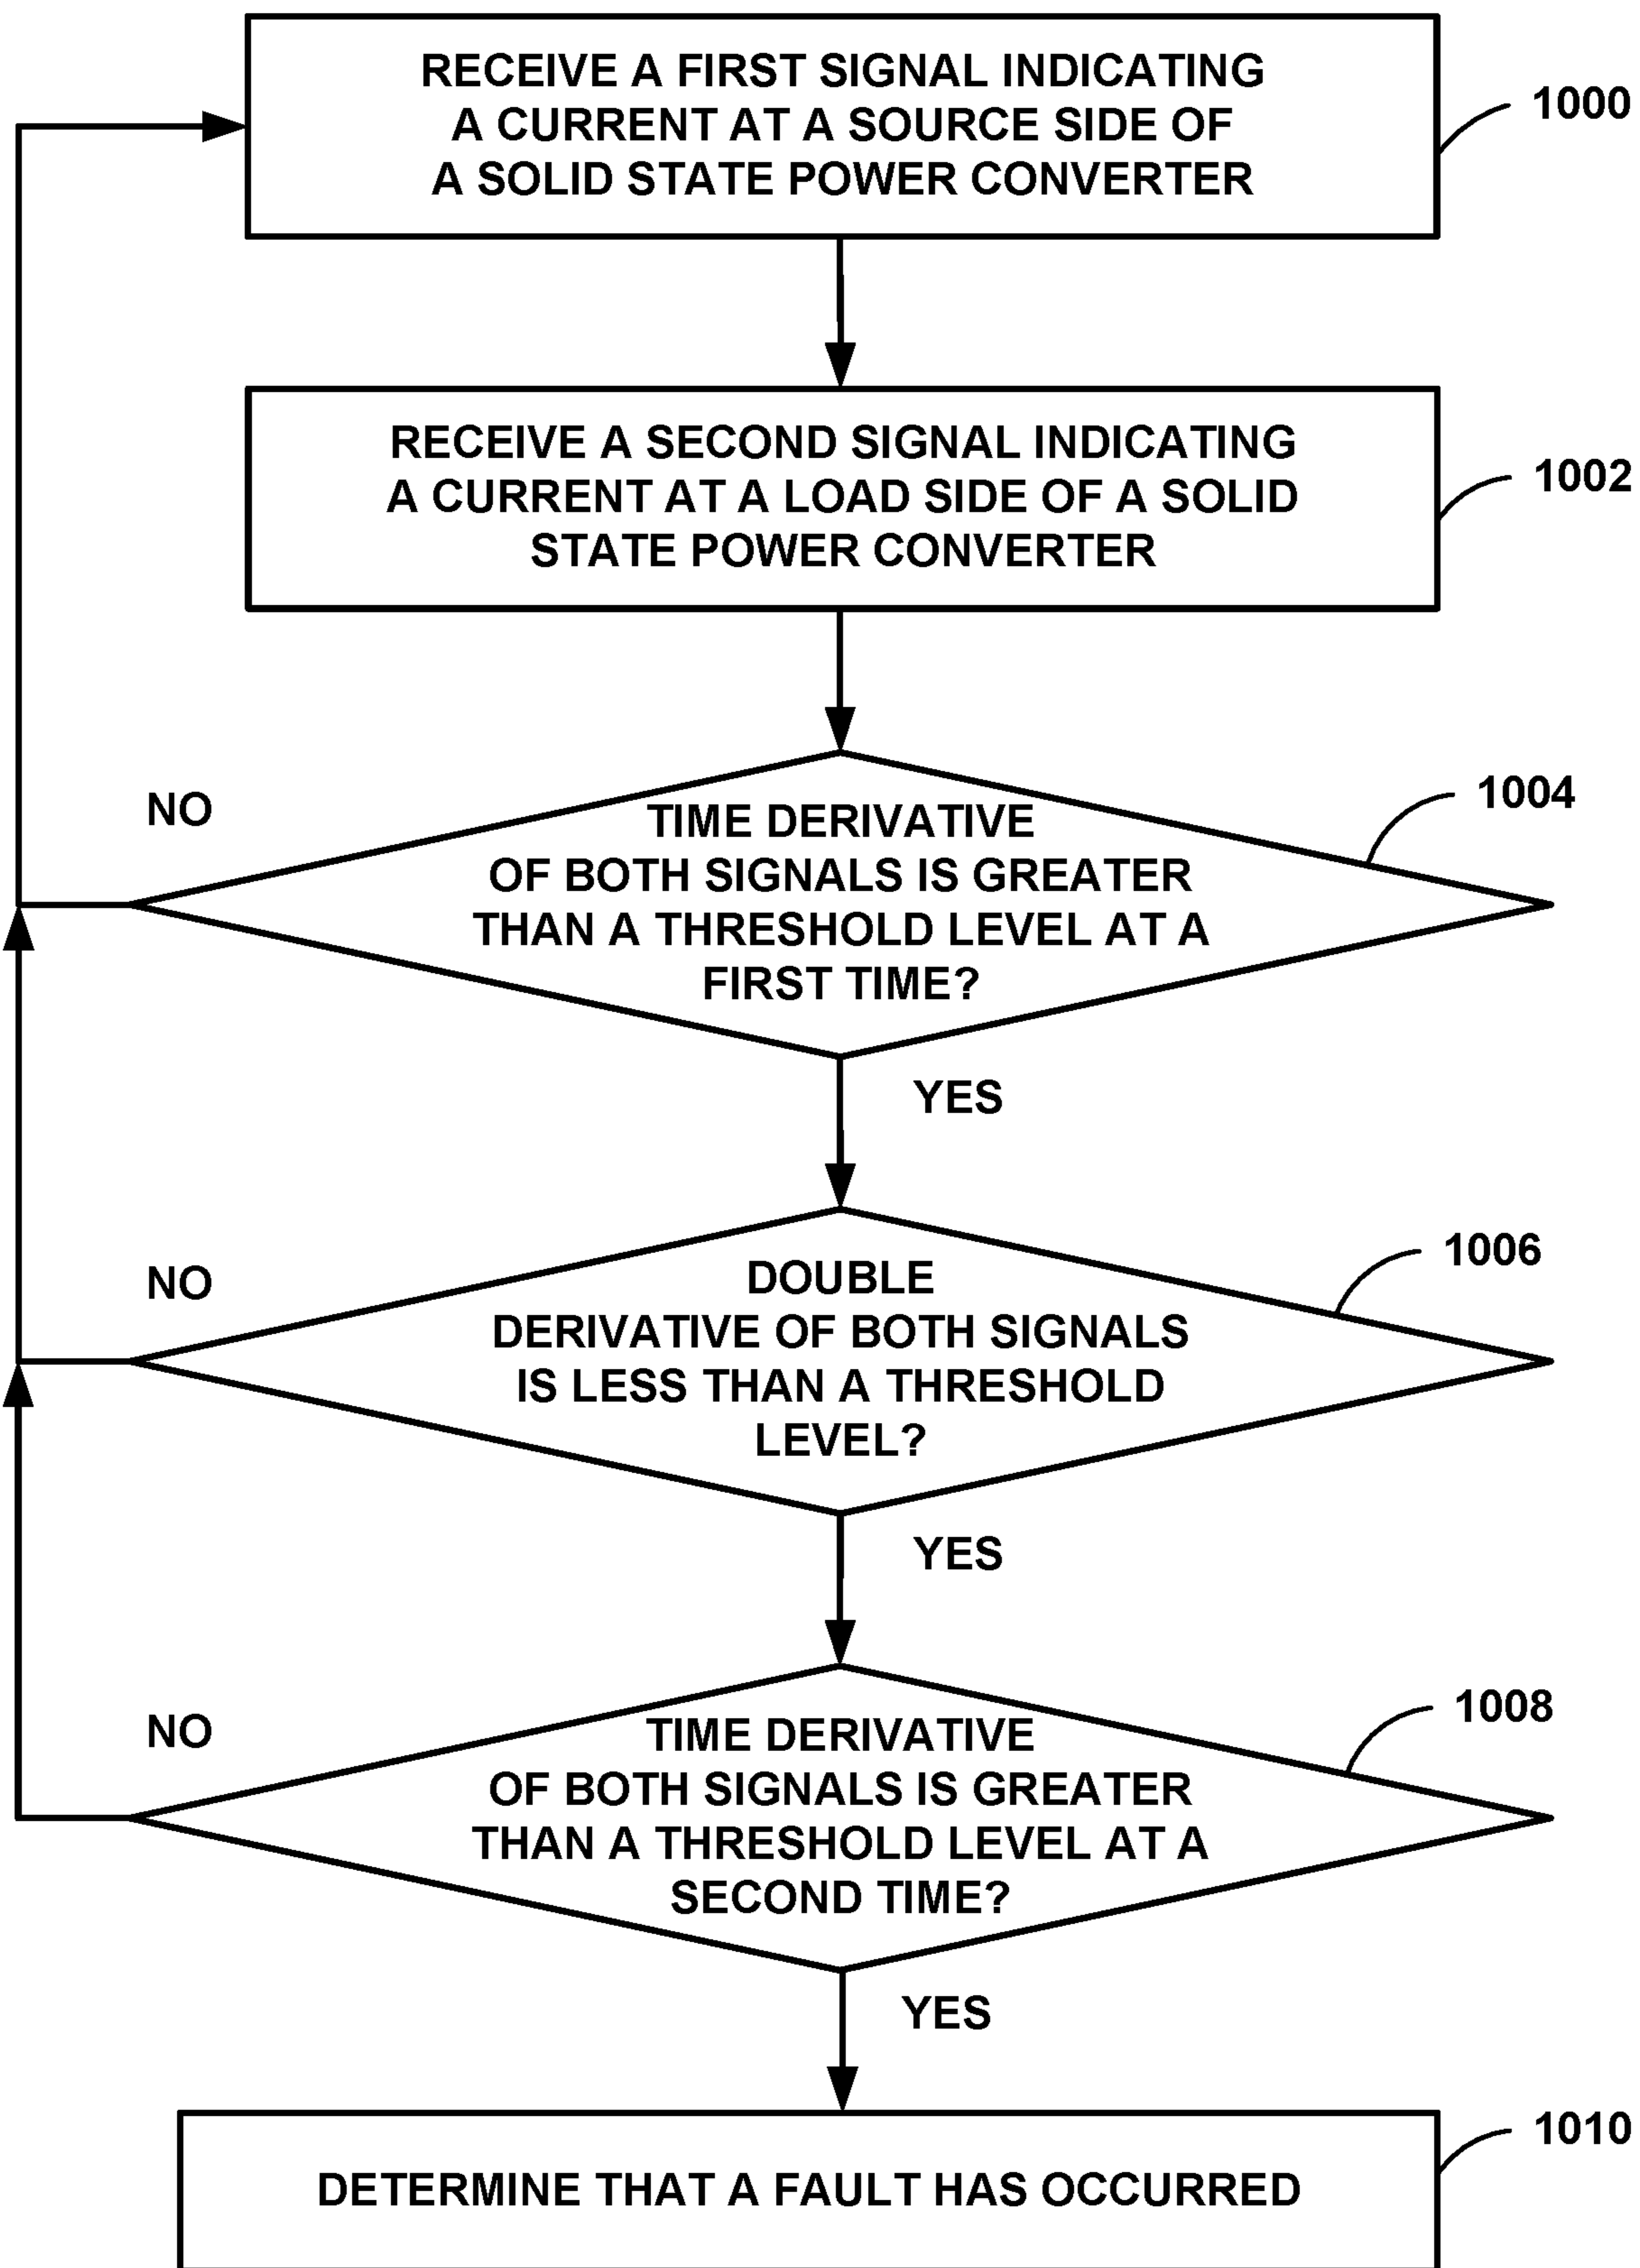 RECEIVE A FIRST SIGNAL INDICATING
A CURRENT AT A SOURCE SIDE OF
A SOLID STATE POWER CONVERTER
1000
RECEIVE A SECOND SIGNAL INDICATING
A CURRENT AT A LOAD SIDE OF A SOLID
STATE POWER CONVERTER
1002
TIME DERIVATIVE
OF BOTH SIGNALS IS GREATER
THAN A THRESHOLD LEVEL AT A
FIRST TIME?
1004
NO
YES
DOUBLE
DERIVATIVE OF BOTH SIGNALS
IS LESS THAN A THRESHOLD
LEVEL?
1006
NO
YES
TIME DERIVATIVE
OF BOTH SIGNALS IS GREATER
THAN A THRESHOLD LEVEL AT A
SECOND TIME?
1008
NO
YES
DETERMINE THAT A FAULT HAS OCCURRED
1010